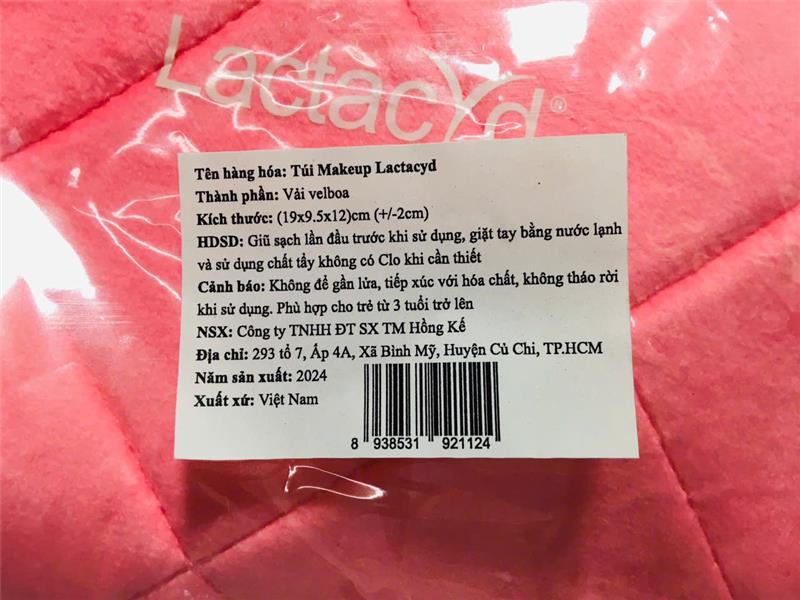 Lactacyd®
Tên hàng hóa: Túi Makeup Lactacyd
Thành phần: Vải velboa
Kích thước: (19x9.5x12)cm (+/-2cm)
HDSD: Giũ sạch lần đầu trước khi sử dụng, giặt tay bằng nước lạnh
và sử dụng chất tẩy không có Clo khi cần thiết
Cảnh báo: Không để gần lửa, tiếp xúc với hóa chất, không tháo rời
khi sử dụng. Phù hợp cho trẻ từ 3 tuổi trở lên
NSX: Công ty TNHH ĐT SX TM Hồng Kế
Địa chỉ: 293 tổ 7, Ấp 4A, Xã Bình Mỹ, Huyện Củ Chi, TP.HCM
Năm sản xuất: 2024
Xuất xứ: Việt Nam
8 938531 921124